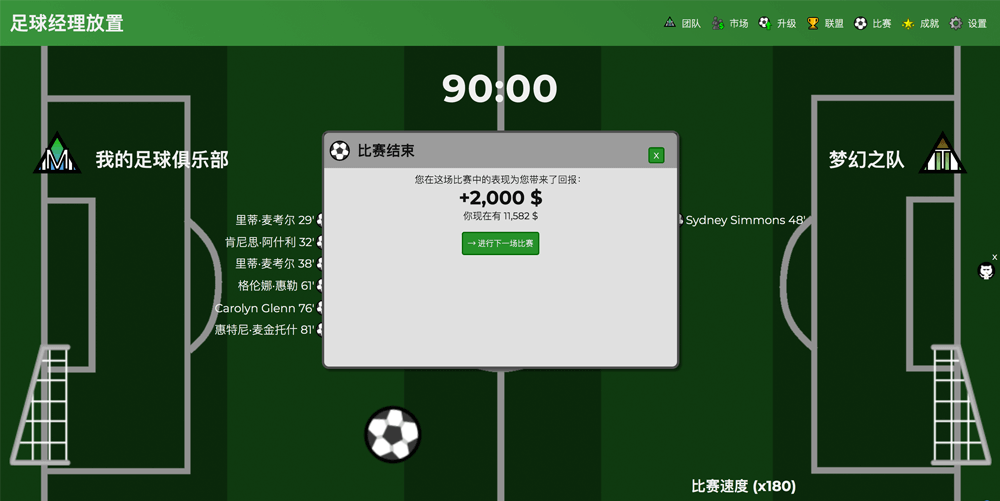 足球经理放置
团队
市场
升级
联盟
比赛
成就
设置
90:00
我的足球俱乐部
梦幻之队
比赛结束
x
您在这场比赛中的表现为您带来了回报：
+2,000 $
你现在有 11,582 $
→ 进行下一场比赛
里蒂·麦考尔 29'
肯尼思·阿什利 32'
里蒂·麦考尔 38'
格伦娜·惠勒 61'
Carolyn Glenn 76'
惠特尼·麦金托什 81'
Sydney Simmons 48'
x
比赛速度 (x180)